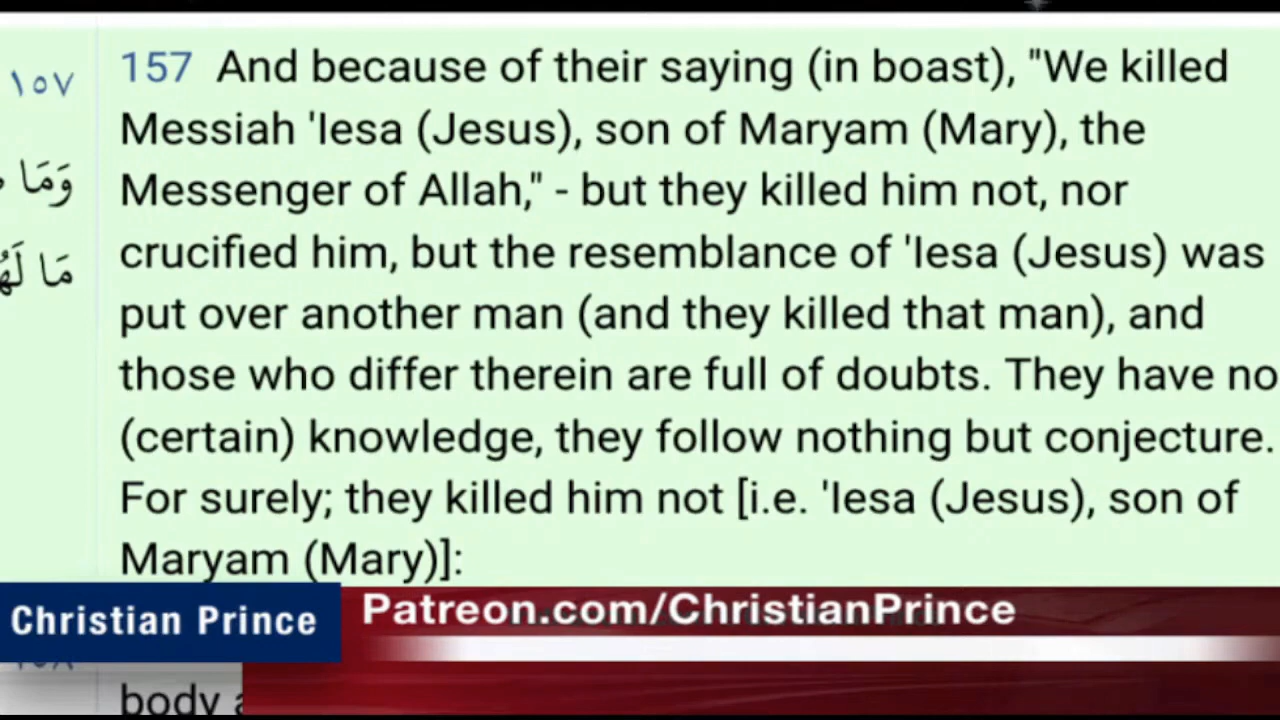 ١٥٧
157 And because of their saying (in boast), "We killed
Messiah 'Iesa (Jesus), son of Maryam (Mary), the
وَمَا
Messenger of Allah," - but they killed him not, nor
crucified him, but the resemblance of 'Iesa (Jesus) was
مَا لَهُ
put over another man (and they killed that man), and
those who differ therein are full of doubts. They have no
(certain) knowledge, they follow nothing but conjecture.
For surely; they killed him not [i.e. 'Iesa (Jesus), son of
Maryam (Mary)]:
Christian Prince
Patreon.com/ChristianPrince
body